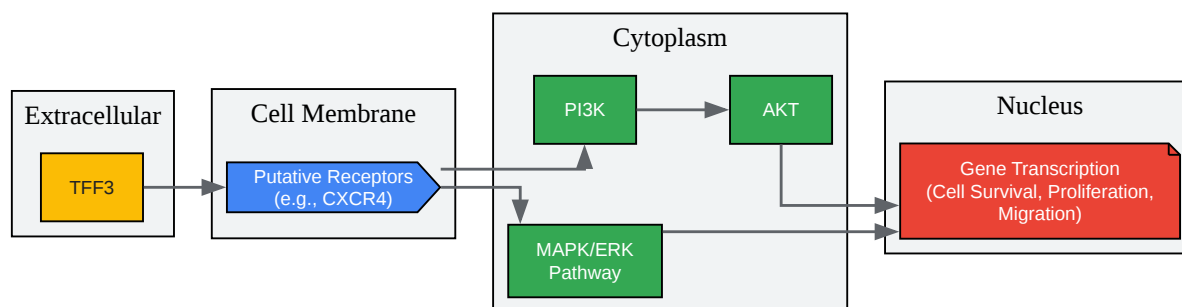 Extracellular
TFF3
Cell Membrane
Putative Receptors
(e.g., CXCR4)
Cytoplasm
PI3K
AKT
MAPK/ERK
Pathway
Nucleus
Gene Transcription
(Cell Survival, Proliferation,
Migration)